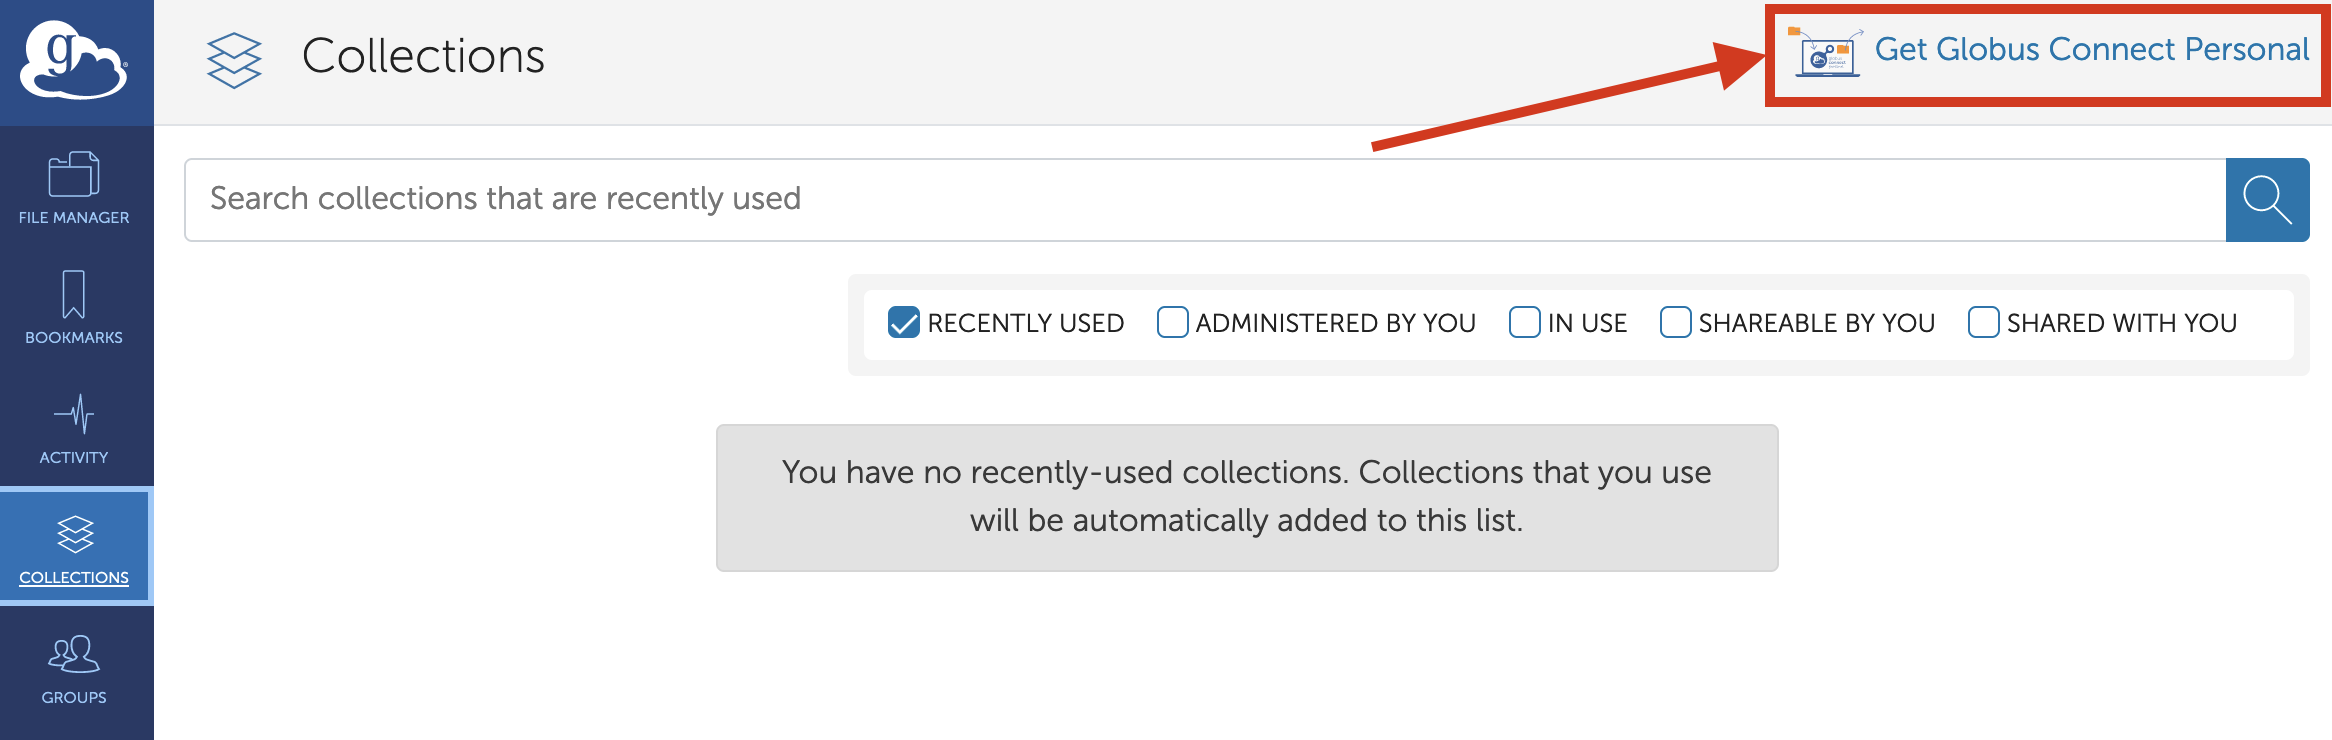 g
Collections
Get Globus Connect Personal
Search collections that are recently used
FILE MANAGER
BOOKMARKS
ACTIVITY
COLLECTIONS
GROUPS
RECENTLY USED ADMINISTERED BY YOU IN USE SHAREABLE BY YOU SHARED WITH YOU
You have no recently-used collections. Collections that you use
will be automatically added to this list.